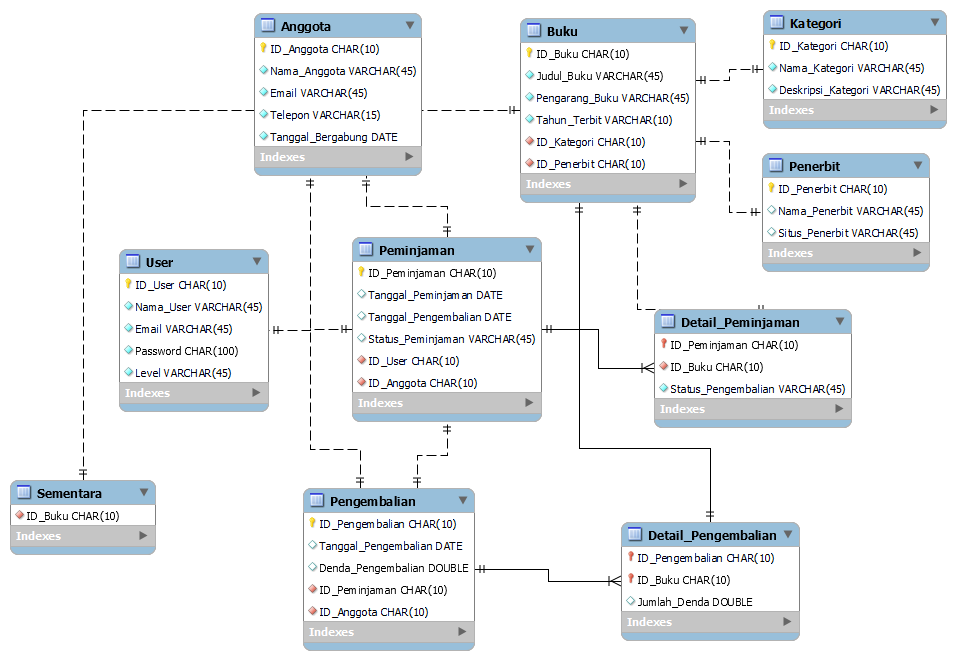 Anggota
ID_Anggota CHAR(10)
Nama_Anggota VARCHAR(45)
Email VARCHAR(45)
Telepon VARCHAR(15)
Tanggal_Bergabung DATE
Indexes
Buku
ID_Buku CHAR(10)
Judul_Buku VARCHAR(45)
Pengarang_Buku VARCHAR(45)
Tahun_Terbit VARCHAR(10)
ID_Kategori CHAR(10)
ID_Penerbit CHAR(10)
Indexes
Kategori
ID_Kategori CHAR(10)
Nama_Kategori VARCHAR(45)
Deskripsi_Kategori VARCHAR(45)
Indexes
Penerbit
ID_Penerbit CHAR(10)
Nama_Penerbit VARCHAR(45)
Situs_Penerbit VARCHAR(45)
Indexes
User
ID_User CHAR(10)
Nama_User VARCHAR(45)
Email VARCHAR(45)
Password CHAR(100)
Level VARCHAR(45)
Indexes
Peminjaman
ID_Peminjaman CHAR(10)
Tanggal_Peminjaman DATE
Tanggal_Pengembalian DATE
Status_Peminjaman VARCHAR(45)
ID_User CHAR(10)
ID_Anggota CHAR(10)
Indexes
Detail_Peminjaman
ID_Peminjaman CHAR(10)
ID_Buku CHAR(10)
Status_Pengembalian VARCHAR(45)
Indexes
Sementara
ID_Buku CHAR(10)
Indexes
Pengembalian
ID_Pengembalian CHAR(10)
Tanggal_Pengembalian DATE
Denda_Pengembalian DOUBLE
ID_Peminjaman CHAR(10)
ID_Anggota CHAR(10)
Indexes
Detail_Pengembalian
ID_Pengembalian CHAR(10)
ID_Buku CHAR(10)
Jumlah_Denda DOUBLE
Indexes